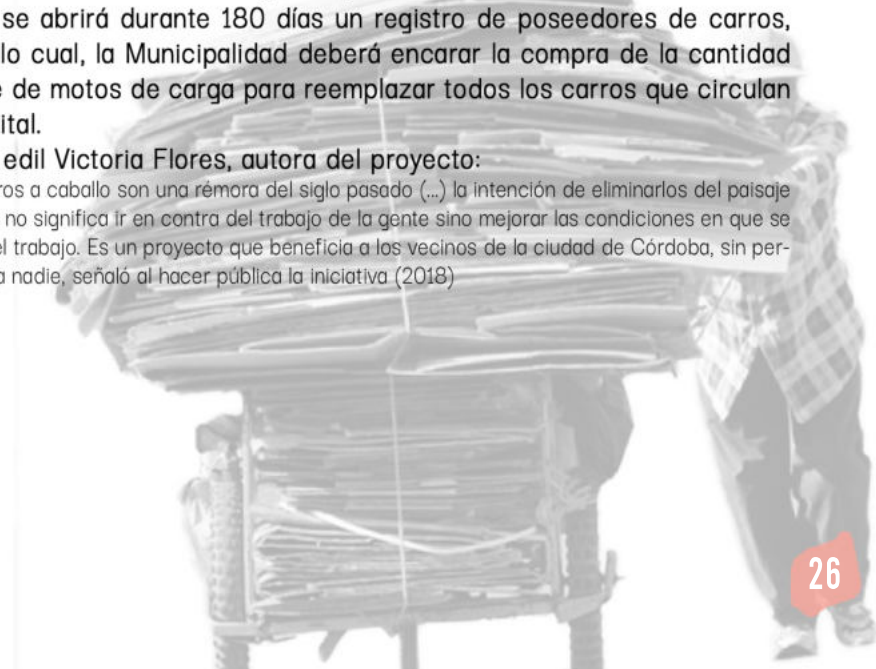 se abrirá durante 180 días un registro de poseedores de carros,
lo cual, la Municipalidad deberá encarar la compra de la cantidad
de motos de carga para reemplazar todos los carros que circulan
ital.
edil Victoria Flores, autora del proyecto:
ros a caballo son una rémora del siglo pasado (...) la intención de eliminarlos del paisaje
no significa ir en contra del trabajo de la gente sino mejorar las condiciones en que se
el trabajo. Es un proyecto que beneficia a los vecinos de la ciudad de Córdoba, sin per-
a nadie, señaló al hacer pública la iniciativa (2018)
26